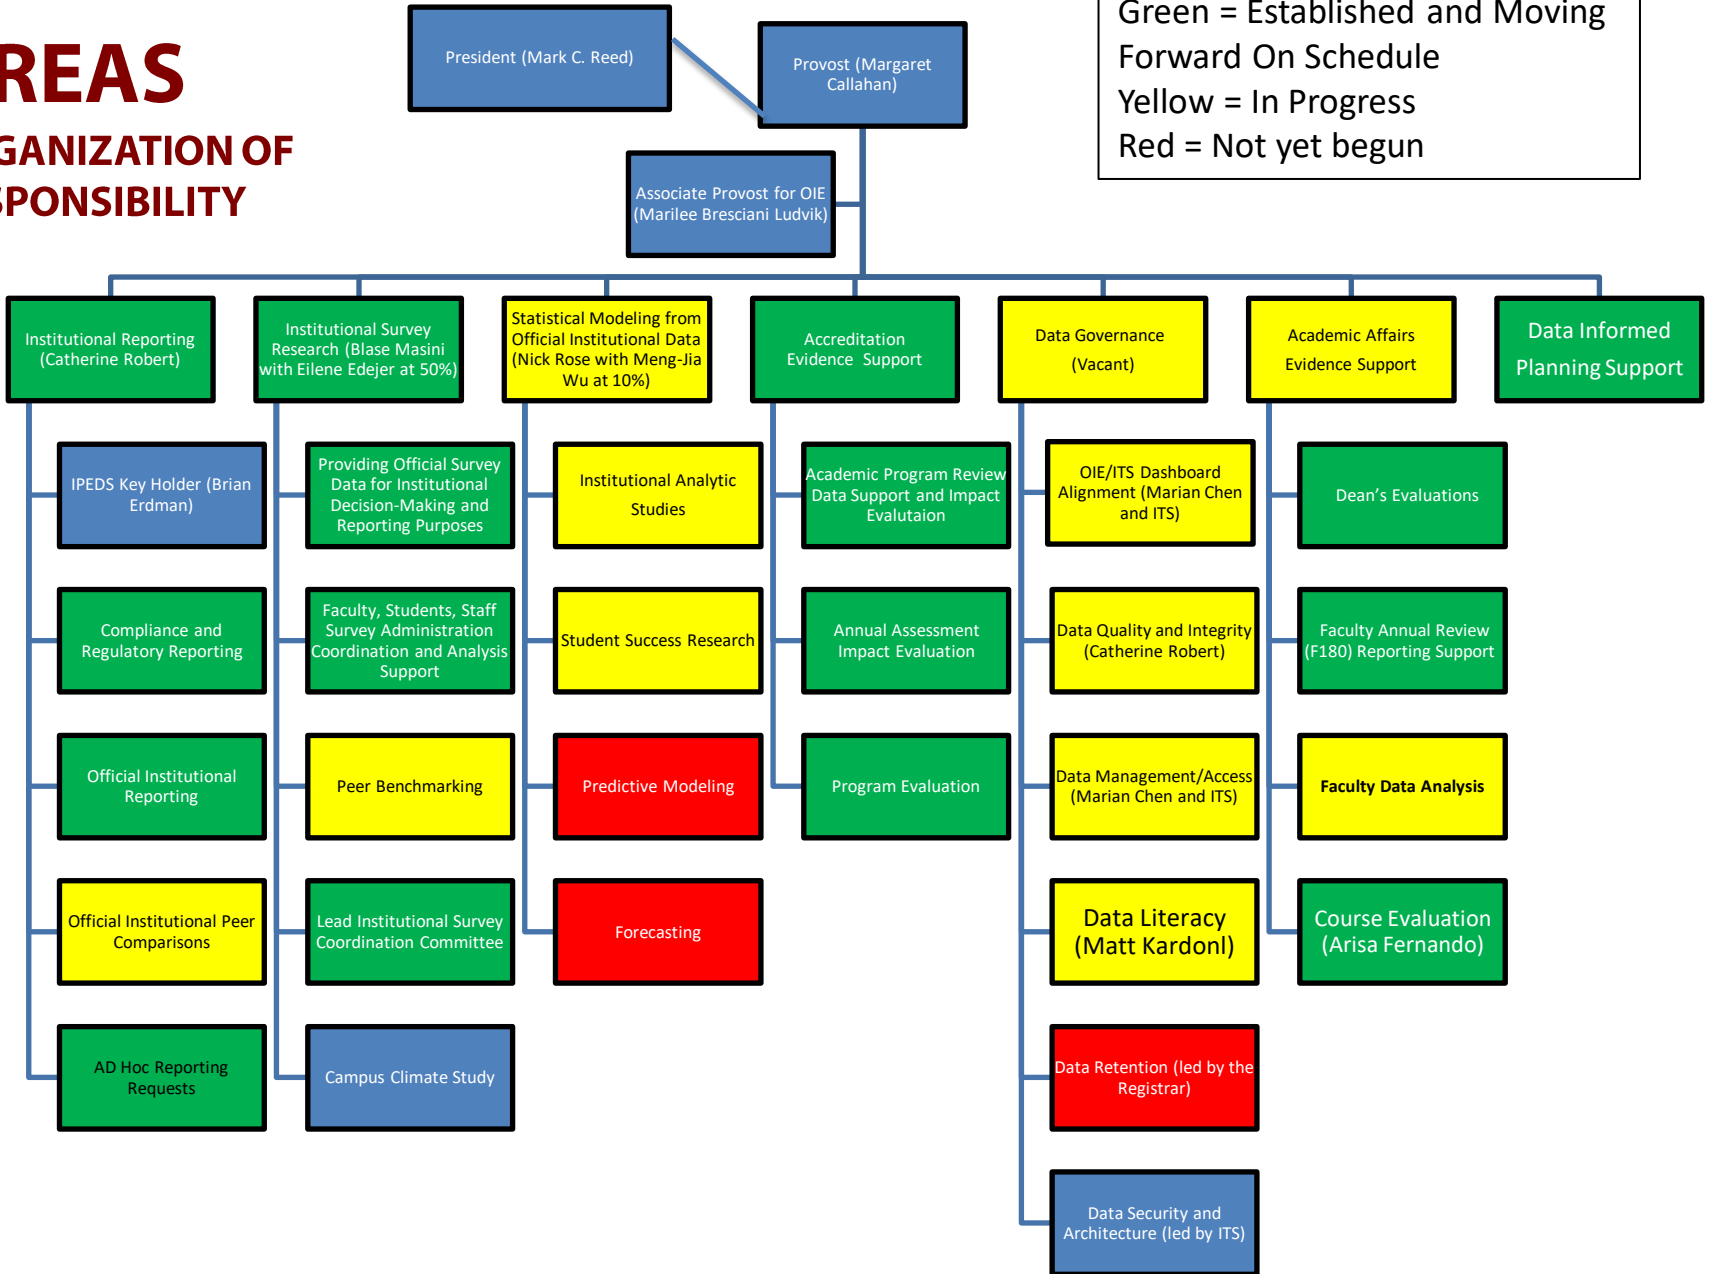 REAS
GANIZATION OF
SPONSIBILITY
President (Mark C. Reed)
Provost (Margaret
Callahan)
Green = Established and Moving
Forward On Schedule
Yellow = In Progress
Red = Not yet begun
Associate Provost for OIE
(Marilee Bresciani Ludvik)
Institutional Reporting
(Catherine Robert)
Institutional Survey
Research (Blase Masini
with Eilene Edejer at 50%)
Statistical Modeling from
Official Institutional Data
(Nick Rose with Meng-Jia
Wu at 10%)
Accreditation
Evidence Support
Data Governance
(Vacant)
Academic Affairs
Evidence Support
Data Informed
Planning Support
IPEDS Key Holder (Brian
Erdman)
Compliance and
Regulatory Reporting
Official Institutional
Reporting
Official Institutional Peer
Comparisons
AD Hoc Reporting
Requests
Providing Official Survey
Data for Institutional
Decision-Making and
Reporting Purposes
Faculty, Students, Staff
Survey Administration
Coordination and Analysis
Support
Peer Benchmarking
Lead Institutional Survey
Coordination Committee
Campus Climate Study
Institutional Analytic
Studies
Student Success Research
Predictive Modeling
Forecasting
Academic Program Review
Data Support and Impact
Evalutaion
Annual Assessment
Impact Evaluation
Program Evaluation
OIE/ITS Dashboard
Alignment (Marian Chen
and ITS)
Data Quality and Integrity
(Catherine Robert)
Data Management/Access
(Marian Chen and ITS)
Data Literacy
(Matt Kardonl)
Data Retention (led by the
Registrar)
Data Security and
Architecture (led by ITS)
Dean’s Evaluations
Faculty Annual Review
(F180) Reporting Support
Faculty Data Analysis
Course Evaluation
(Arisa Fernando)